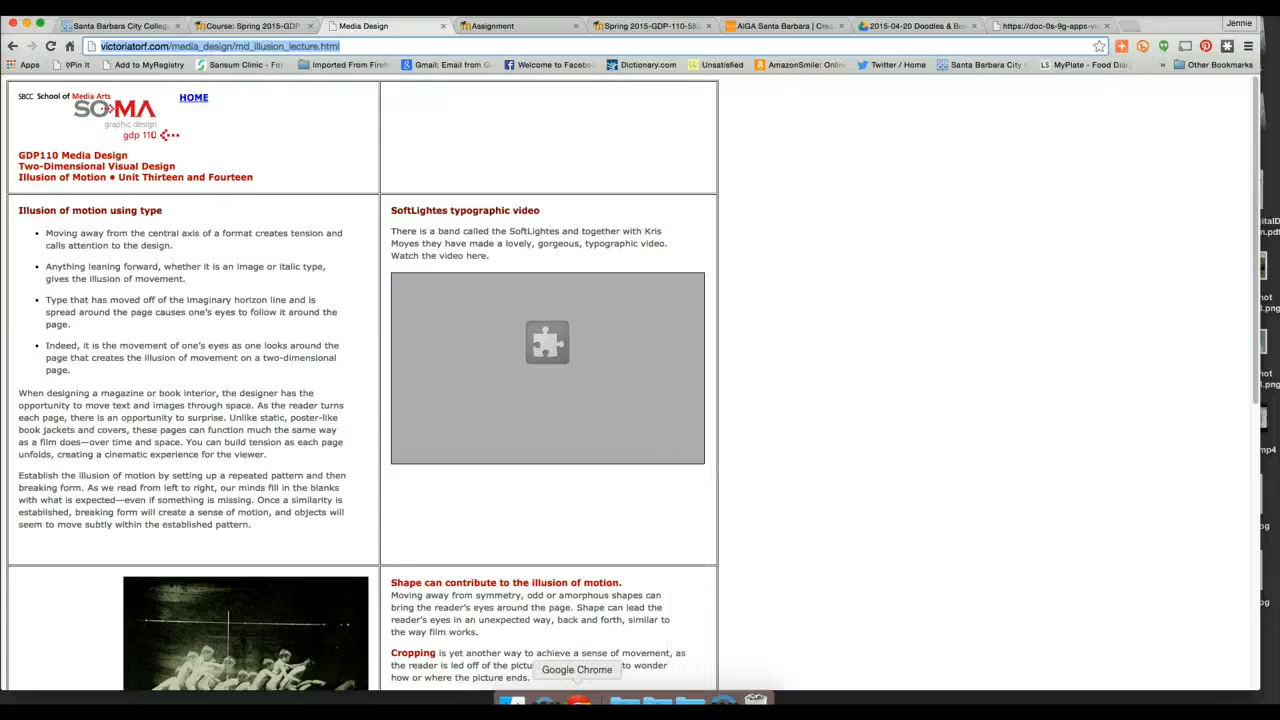 Santa Barbara City Colleg
Course: Spring 2015-GDP
Media Design
Assignment
Spring 2015-GDP-110-582
AIGA Santa Barbara | Crea
2015-04-20 Doodles & Br
https://doc-0s-9g-apps-vi
Jennie
victoriatorf.com/media_design/md_illusion_lecture.html
Apps
Pin It
Add to MyRegistry
Sansum Clinic - For
Imported From Firef
Gmail: Email from G
Welcome to Facebo
Dictionary.com
Unsatisfied
AmazonSmile: Onli
Twitter / Home
Santa Barbara City
MyPlate - Food Dia
»
Other Bookmarks
SBCC School of Media Arts
SOMA
graphic design
gdp 110
HOME
GDP110 Media Design
Two-Dimensional Visual Design
Illusion of Motion • Unit Thirteen and Fourteen
Illusion of motion using type
• Moving away from the central axis of a format creates tension and
calls attention to the design.
• Anything leaning forward, whether it is an image or italic type,
gives the illusion of movement.
• Type that has moved off of the imaginary horizon line and is
spread around the page causes one's eyes to follow it around the
page.
• Indeed, it is the movement of one's eyes as one looks around the
page that creates the illusion of movement on a two-dimensional
page.
When designing a magazine or book interior, the designer has the
opportunity to move text and images through space. As the reader turns
each page, there is an opportunity to surprise. Unlike static, poster-like
book jackets and covers, these pages can function much the same way
as a film does—over time and space. You can build tension as each page
unfolds, creating a cinematic experience for the viewer.
Establish the illusion of motion by setting up a repeated pattern and then
breaking form. As we read from left to right, our minds fill in the blanks
with what is expected—even if something is missing. Once a similarity is
established, breaking form will create a sense of motion, and objects will
seem to move subtly within the established pattern.
SoftLightes typographic video
There is a band called the SoftLightes and together with Kris
Moyes they have made a lovely, gorgeous, typographic video.
Watch the video here.
Shape can contribute to the illusion of motion.
Moving away from symmetry, odd or amorphous shapes can
bring the reader's eyes around the page. Shape can lead the
reader's eyes in an unexpected way, back and forth, similar to
the way film works.
Cropping is yet another way to achieve a sense of movement, as
the reader is led off of the pictu to wonder
how or where the picture ends.
Google Chrome